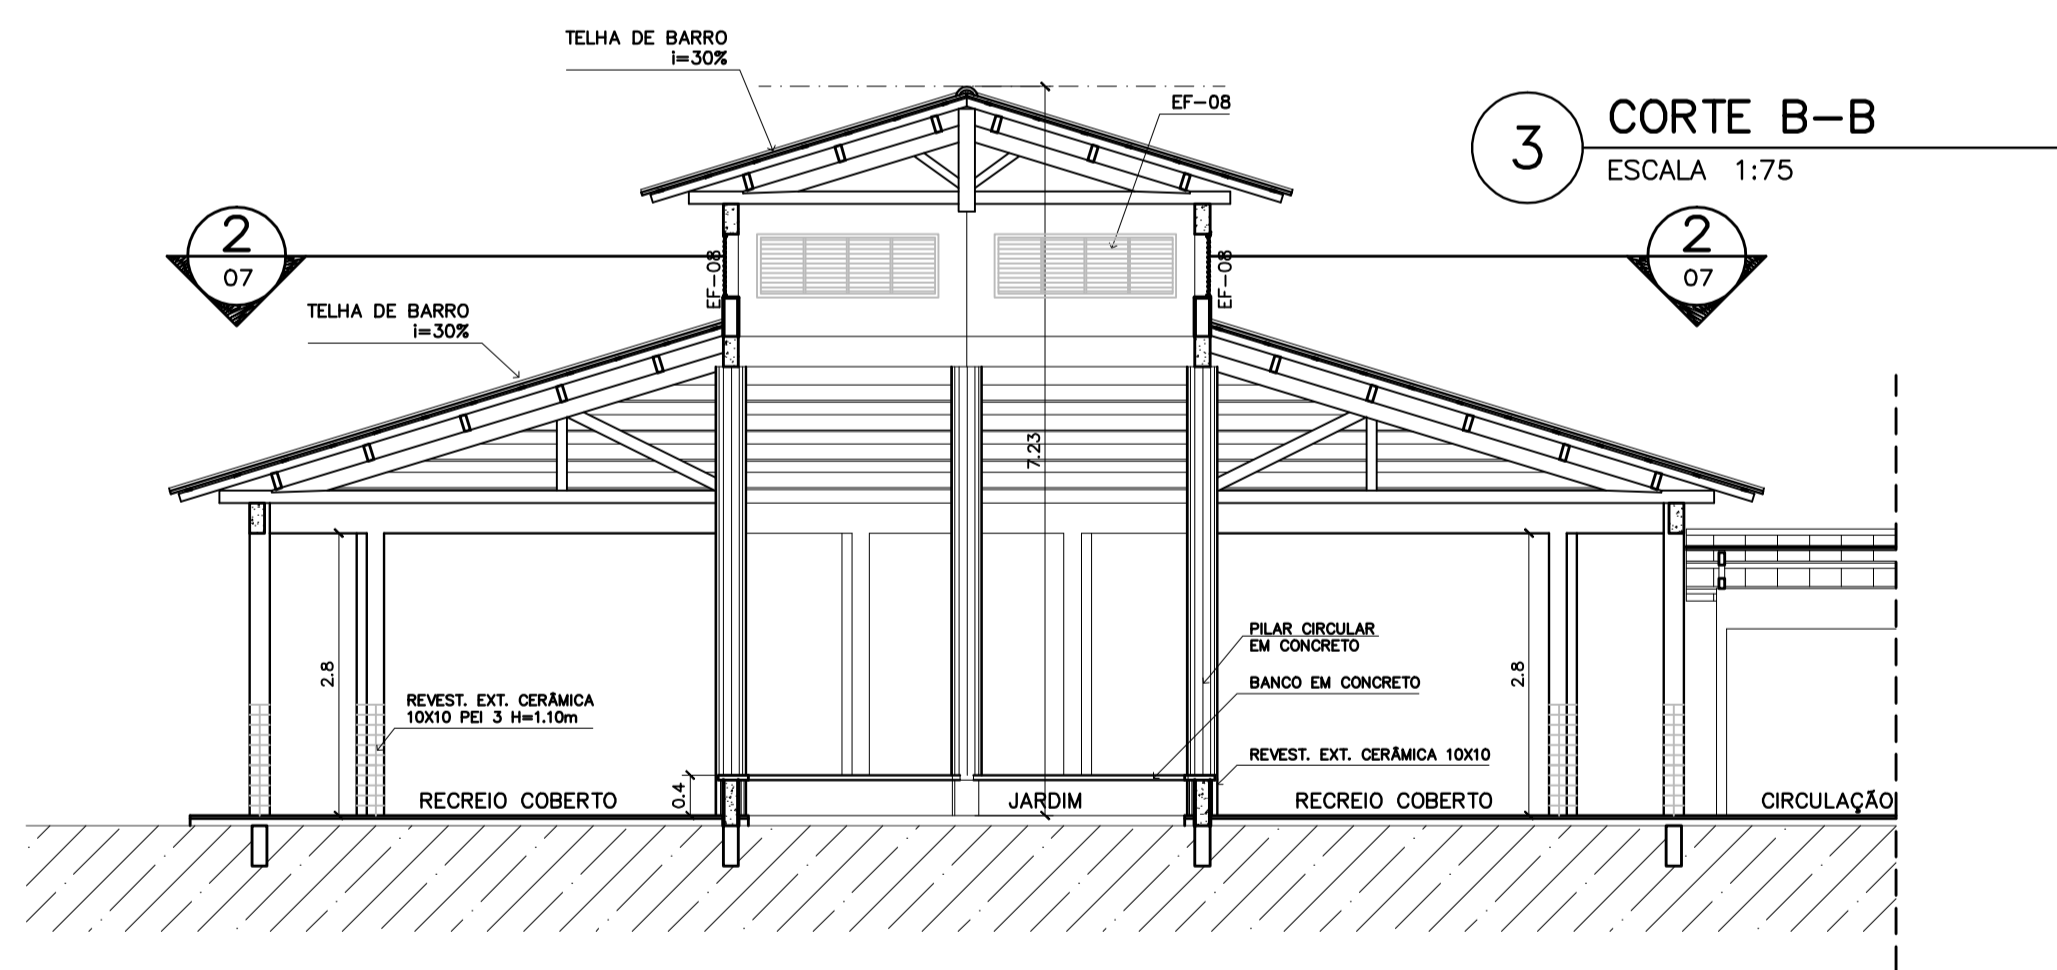 TELHA DE BARRO
i=30%
EF-08
3
CORTE B-B
ESCALA 1:75
2
07
EF-08
EF-08
2
07
TELHA DE BARRO
i=30%
7.23
2.8
REVEST. EXT. CERÂMICA
10X10 PEI 3 H=1.10m
PILAR CIRCULAR
EM CONCRETO
BANCO EM CONCRETO
2.8
REVEST. EXT. CERÂMICA 10X10
RECREIO COBERTO
0.4
JARDIM
RECREIO COBERTO
CIRCULAÇÃO